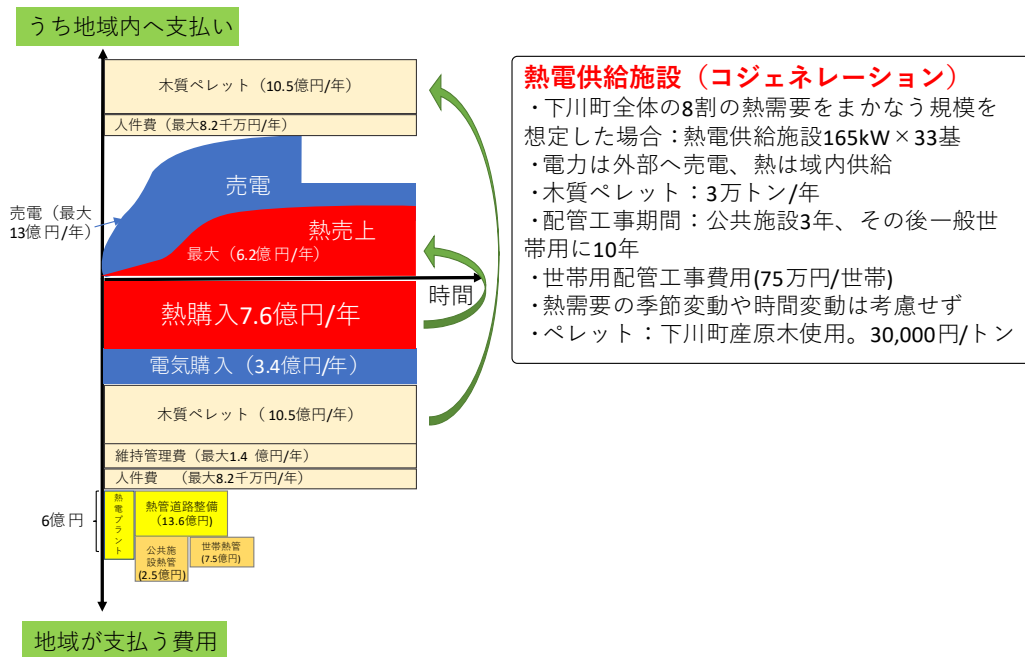 うち地域内へ支払い
木質ペレット（10.5億円/年）
人件費（最大8.2千万円/年）
売電
売電（最大
13億円/年）
熱売上
最大（6.2億円/年）
時間
熱購入7.6億円/年
電気購入（3.4億円/年）
木質ペレット（10.5億円/年）
維持管理費（最大1.4 億円/年）
人件費　（最大8.2千万円/年）
6億円
熱電プラント
熱管道路整備
（13.6億円）
公共施
設熱管
(2.5億円)
世帯熱管
(7.5億円)
地域が支払う費用
熱電供給施設（コジェネレーション）
・下川町全体の8割の熱需要をまかなう規模を
想定した場合：熱電供給施設165kW×33基
・電力は外部へ売電、熱は域内供給
・木質ペレット：3万トン/年
・配管工事期間：公共施設3年、その後一般世
帯用に10年
・世帯用配管工事費用(75万円/世帯)
・熱需要の季節変動や時間変動は考慮せず
・ペレット：下川町産原木使用。30,000円/トン